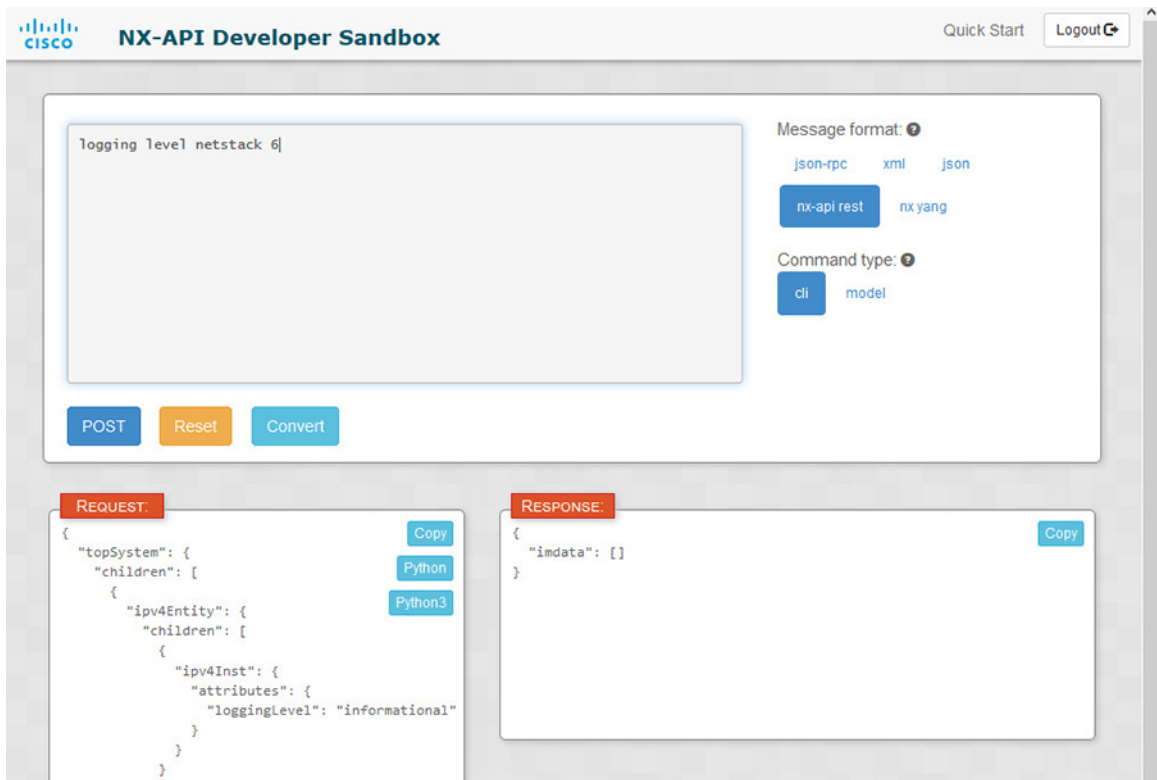 CISCO
NX-API Developer Sandbox
Quick Start
Logout
logging level netstack 6
Message format:
json-rpc xml json
nx-api rest nx yang
Command type:
cli model
POST Reset Convert
REQUEST:
Copy
Python
Python3
{
"topSystem": {
"children": [
{
"ipv4Entity": {
"children": [
{
"ipv4Inst": {
"attributes": {
"loggingLevel": "informational"
}
}
}
RESPONSE:
Copy
{
"imdata": []
}